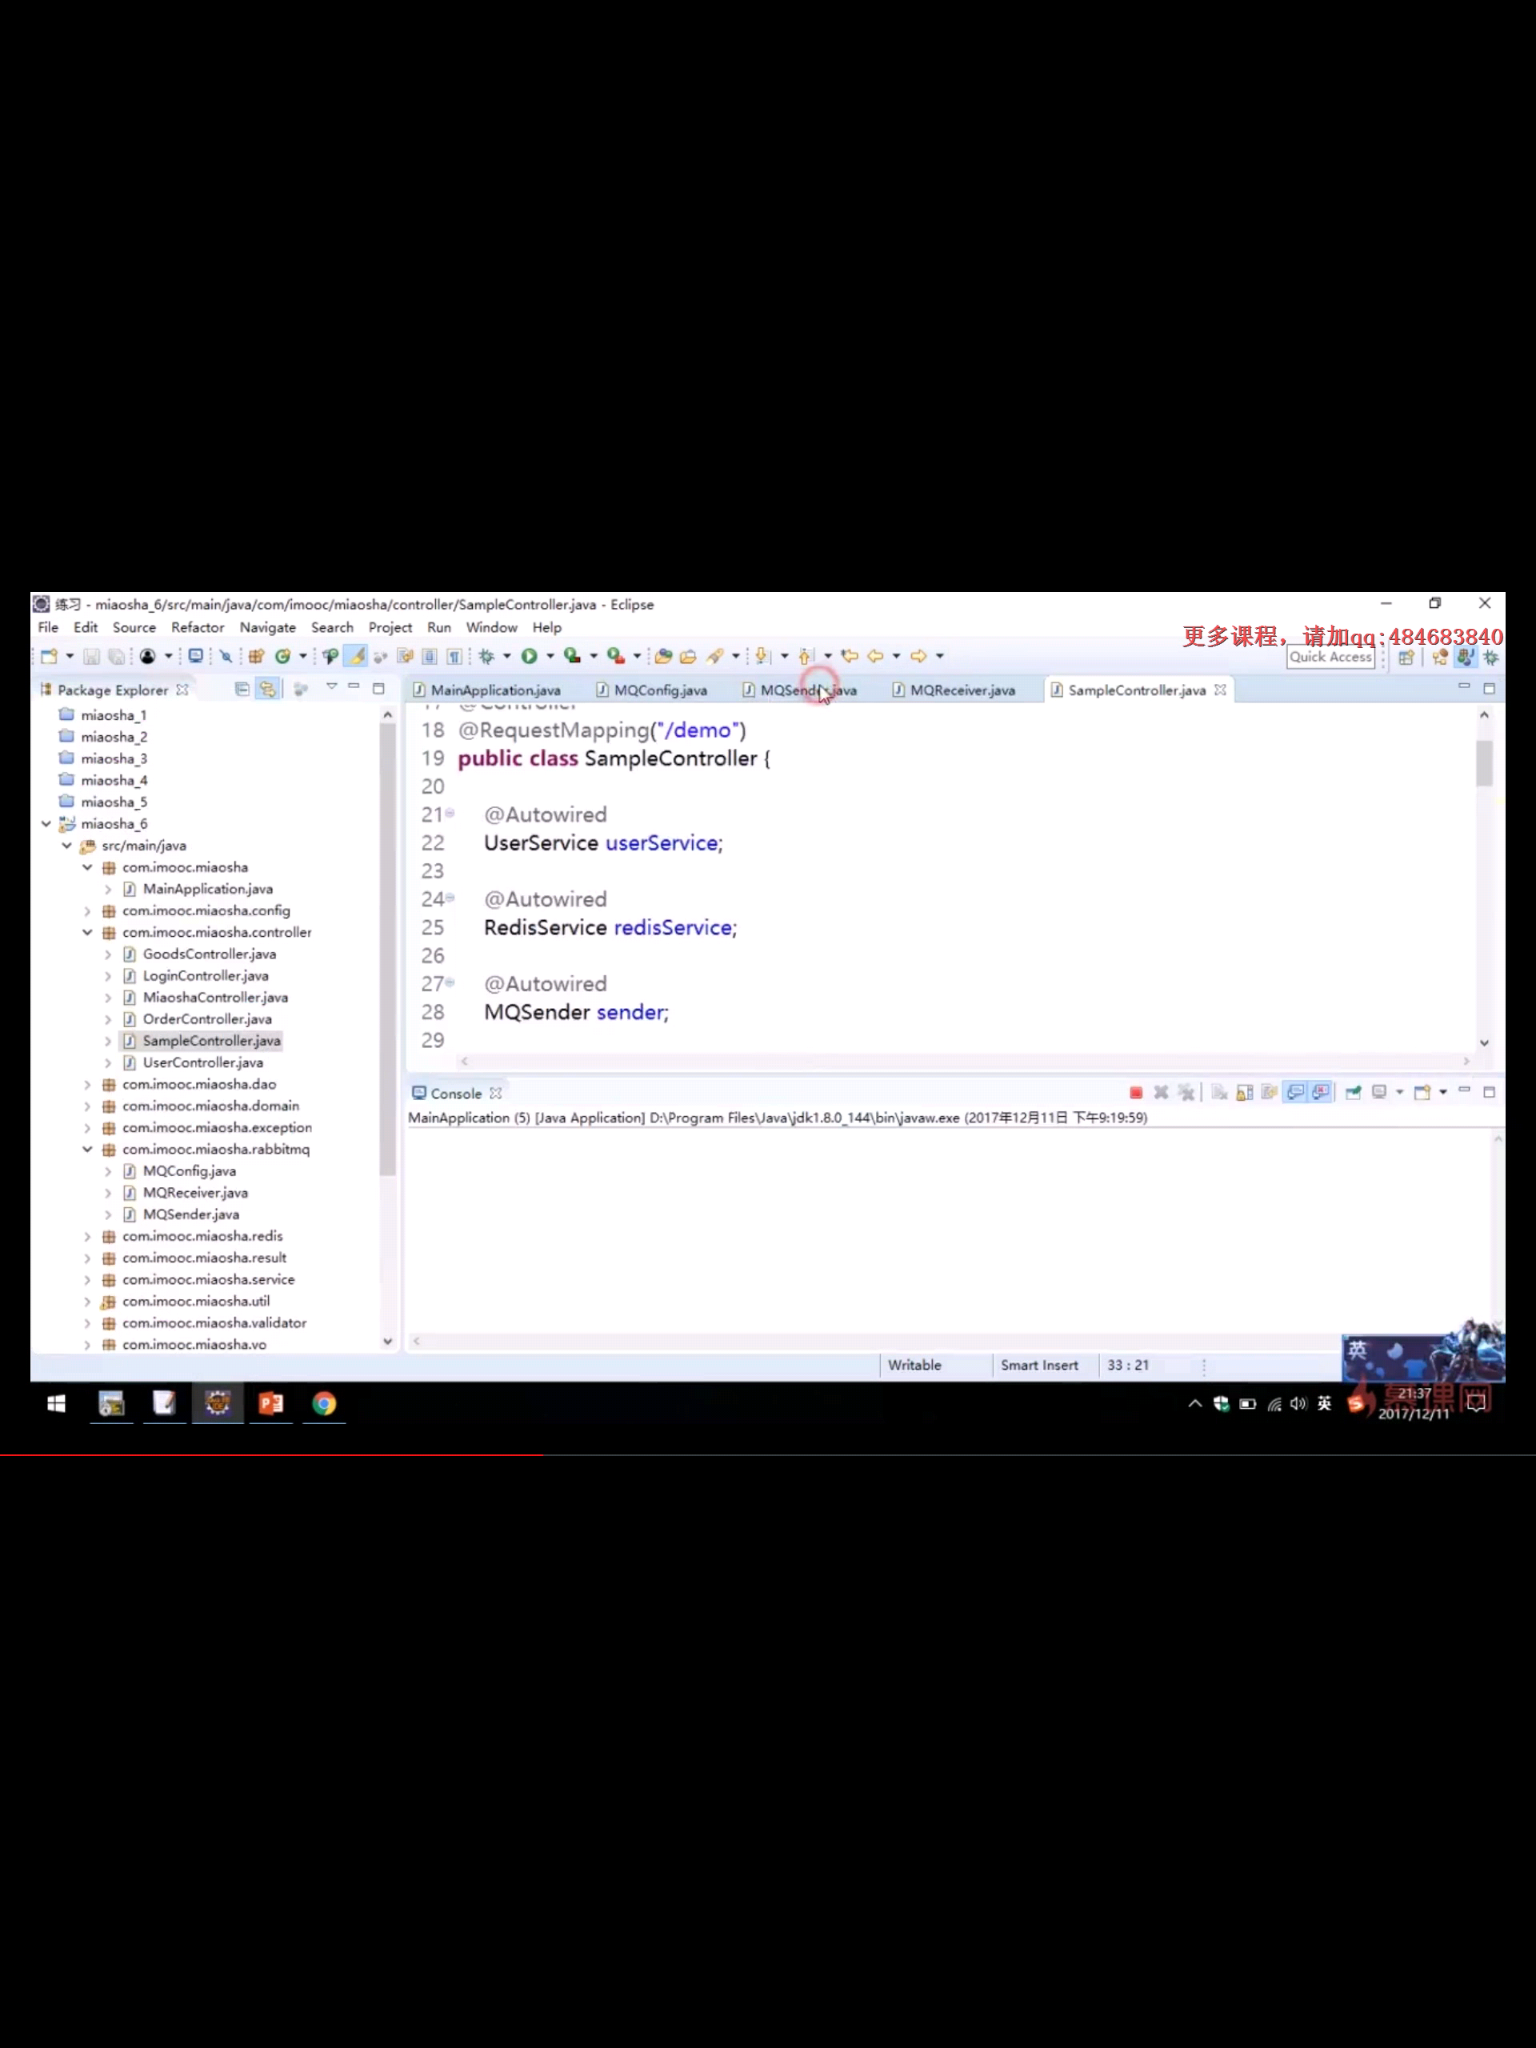 练习 - miaosha_6/src/main/java/com/imooc/miaosha/controller/SampleController.java - Eclipse
File Edit Source Refactor Navigate Search Project Run Window Help
更多课程，请加qq:484683840
Quick Access
Package Explorer
miaosha_1
miaosha_2
miaosha_3
miaosha_4
miaosha_5
miaosha_6
src/main/java
com.imooc.miaosha
MainApplication.java
com.imooc.miaosha.config
com.imooc.miaosha.controller
GoodsController.java
LoginController.java
MiaoshaController.java
OrderController.java
SampleController.java
UserController.java
com.imooc.miaosha.dao
com.imooc.miaosha.domain
com.imooc.miaosha.exception
com.imooc.miaosha.rabbitmq
MQConfig.java
MQReceiver.java
MQSender.java
com.imooc.miaosha.redis
com.imooc.miaosha.result
com.imooc.miaosha.service
com.imooc.miaosha.util
com.imooc.miaosha.validator
com.imooc.miaosha.vo
MainApplication.java MQConfig.java MQSender.java MQReceiver.java SampleController.java
17 @Controller
18 @RequestMapping("/demo")
19 public class SampleController {
20
21 @Autowired
22 UserService userService;
23
24 @Autowired
25 RedisService redisService;
26
27 @Autowired
28 MQSender sender;
29
Console
MainApplication (5) [Java Application] D:\Program Files\Java\jdk1.8.0_144\bin\javaw.exe (2017年12月11日 下午9:19:59)
Writable Smart Insert 33 : 21
英
英
慕课网
21:37
2017/12/11